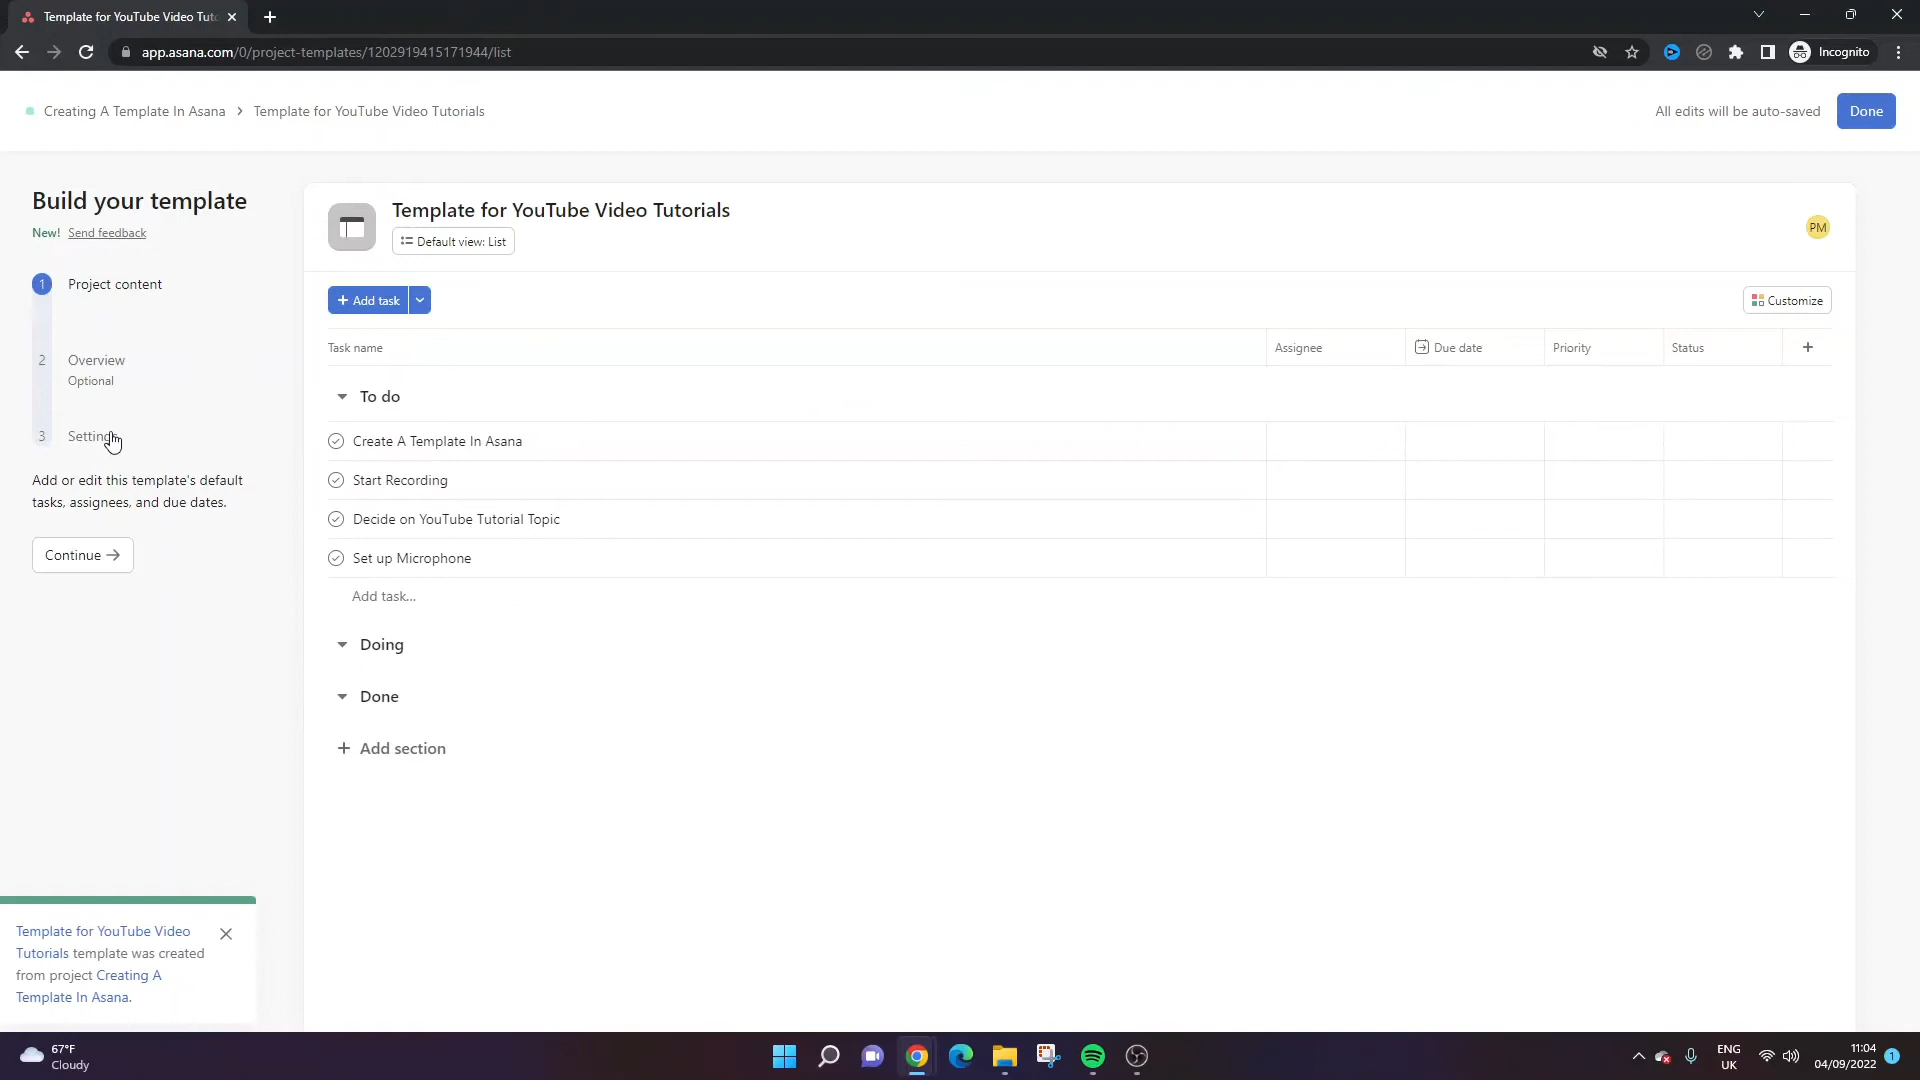 Template for YouTube Video Tut
app.asana.com/0/project-templates/1202919415171944/list
Incognito
Creating A Template In Asana > Template for YouTube Video Tutorials
All edits will be auto-saved
Done
Build your template
New! Send feedback
1 Project content
2 Overview
Optional
3 Settings
Add or edit this template's default
tasks, assignees, and due dates.
Continue →
Template for YouTube Video Tutorials
Default view: List
PM
+ Add task
Customize
Task name
Assignee
Due date
Priority
Status
+
To do
Create A Template In Asana
Start Recording
Decide on YouTube Tutorial Topic
Set up Microphone
Add task...
Doing
Done
+ Add section
Template for YouTube Video
Tutorials template was created
from project Creating A
Template In Asana.
67°F
Cloudy
ENG
UK
11:04
04/09/2022
1